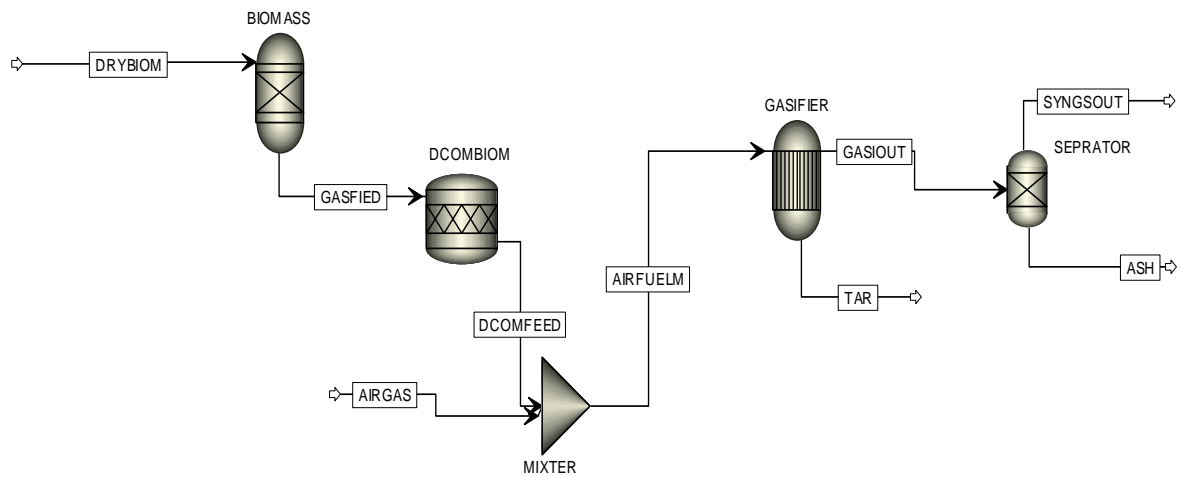 BIOMASS
DRYBIOM
GASFIED
DCOMBIOM
DCOMFEED
AIRGAS
MIXTER
AIRFUELM
GASIFIER
GASIOUT
TAR
SYNGSOUT
SEPRATOR
ASH